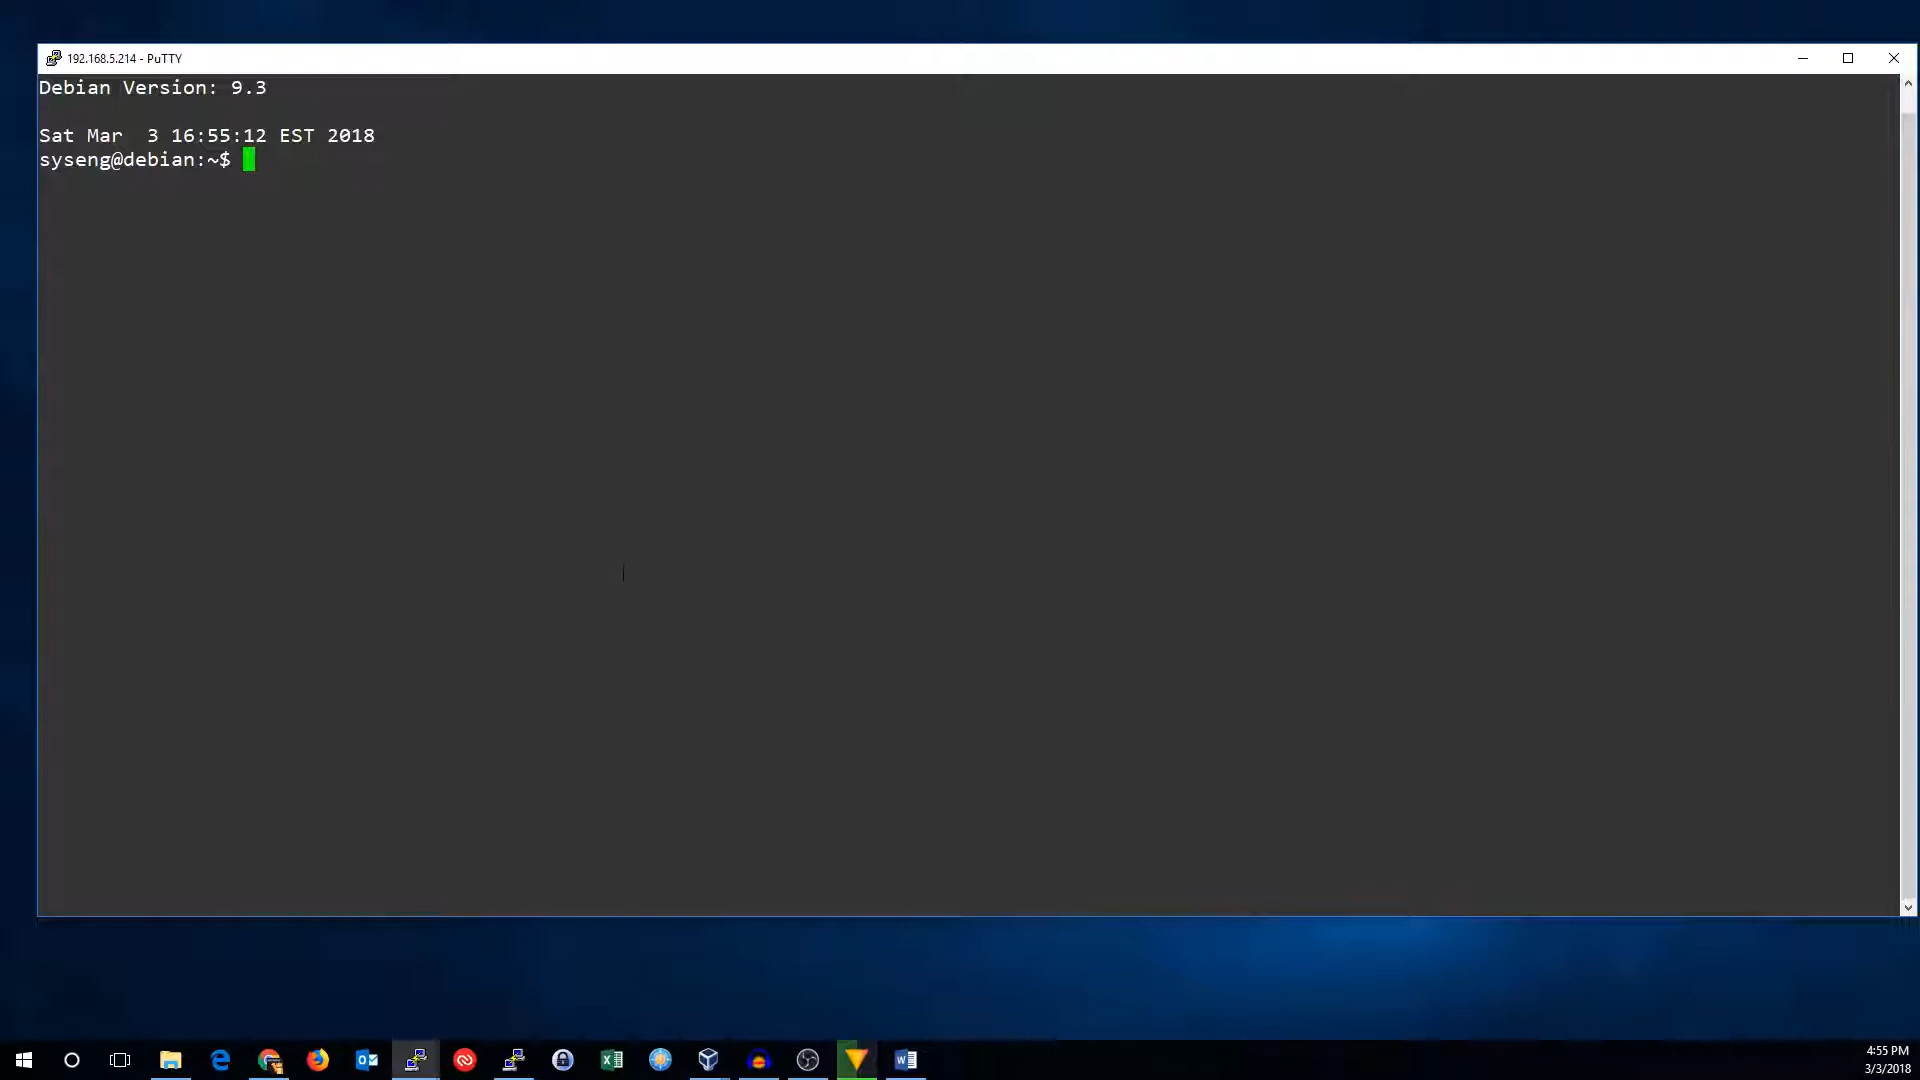 192.168.5.214 - PuTTY
Debian Version: 9.3
Sat Mar  3 16:55:12 EST 2018
syseng@debian:~$
4:55 PM
3/3/2018